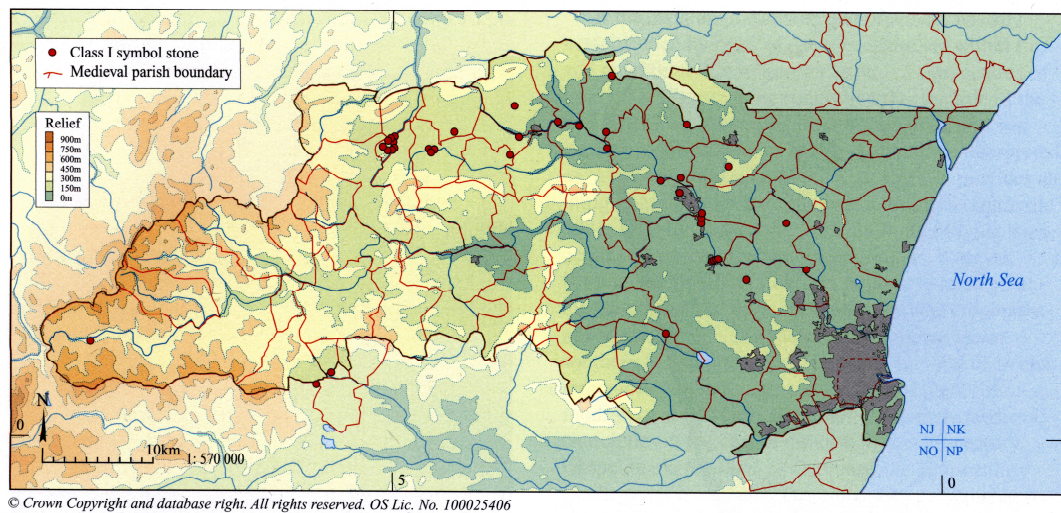 Class I symbol stone
Medieval parish boundary
Relief
900m
750m
600m
450m
300m
150m
0m
North Sea
N
0
10km
1: 570 000
NJ NK
NO NP
5
0
© Crown Copyright and database right. All rights reserved. OS Lic. No. 100025406